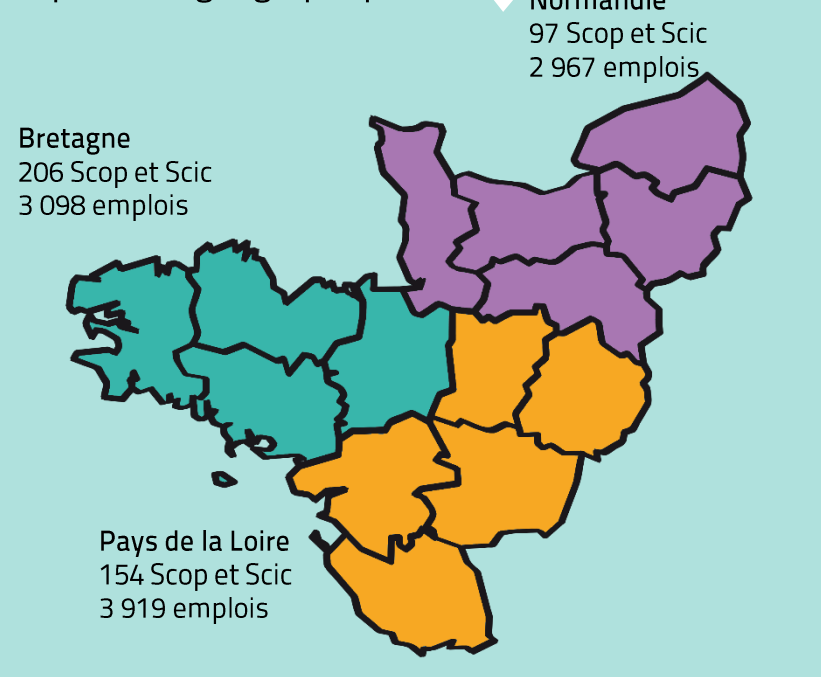 Normandie
97 Scop et Scic
2 967 emplois
Bretagne
206 Scop et Scic
3 098 emplois
Pays de la Loire
154 Scop et Scic
3 919 emplois